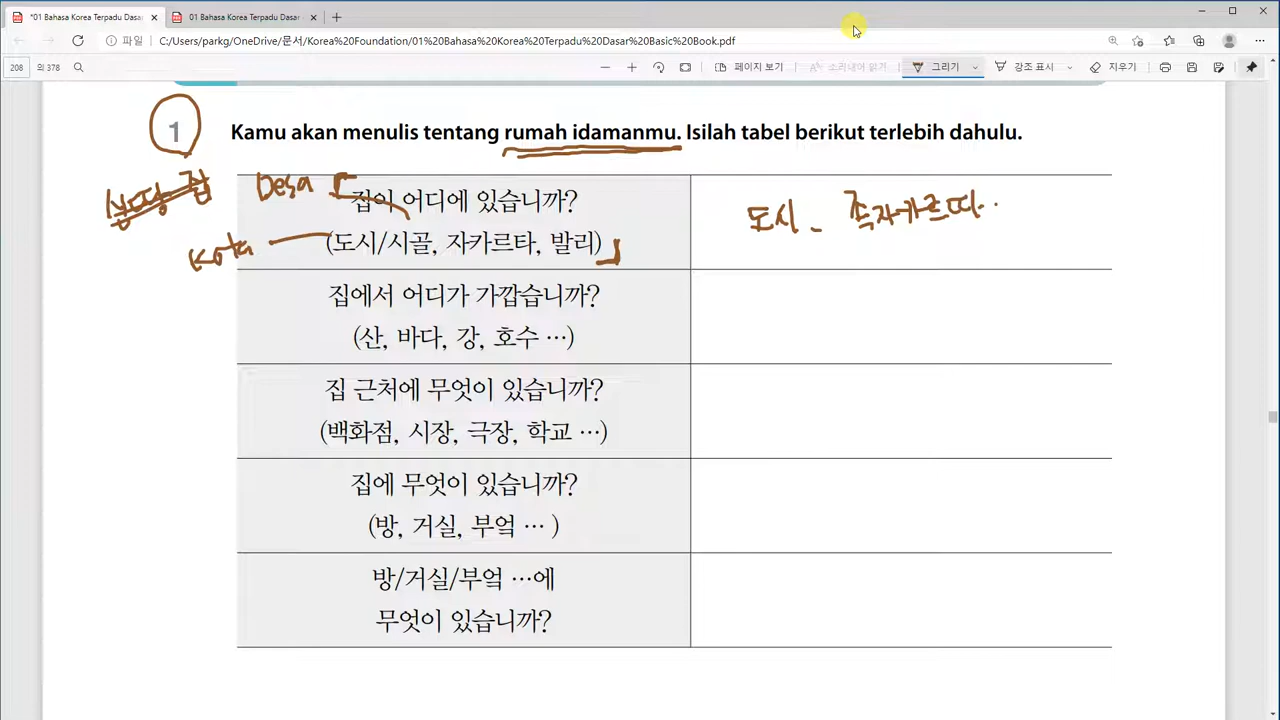 *01 Bahasa Korea Terpadu Dasar
01 Bahasa Korea Terpadu Dasar
파일 C:/Users/parkg/OneDrive/문서/Korea%20Foundation/01%20Bahasa%20Korea%20Terpadu%20Dasar%20Basic%20Book.pdf
208 의 378 페이지 보기 소리내어 읽기 그리기 강조 표시 지우기
1 Kamu akan menulis tentang rumah idamanmu. Isilah tabel berikut terlebih dahulu.
집
Desa
집이 어디에 있습니까?
도시 - 족자카르따..
Kota
(도시/시골, 자카르타, 발리)
집에서 어디가 가깝습니까?
(산, 바다, 강, 호수 …)
집 근처에 무엇이 있습니까?
(백화점, 시장, 극장, 학교 …)
집에 무엇이 있습니까?
(방, 거실, 부엌 … )
방/거실/부엌 …에
무엇이 있습니까?